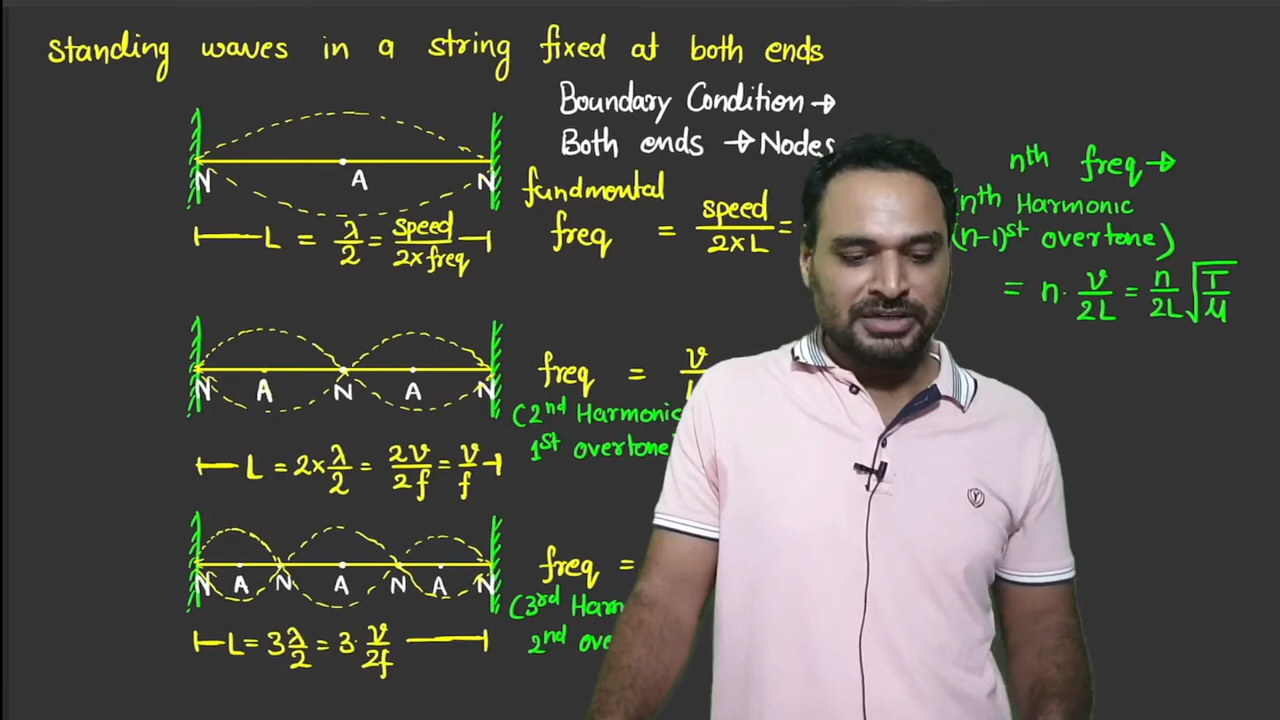 standing waves in a string fixed at both ends
Boundary Condition →
Both ends → Nodes
N A N
L = λ/2 = speed/2×freq
fundmental
freq = speed/2×L =
nth freq →
(nth Harmonic
(n-1)st overtone)
= n · v/2L = n/2L √T/μ
N A N A N
freq = v
(2nd Harmonic
1st overtone
L = 2×λ/2 = 2v/2f = v/f
N A N A N A N
freq =
(3rd Harm
2nd ove
L = 3λ/2 = 3 · v/2f